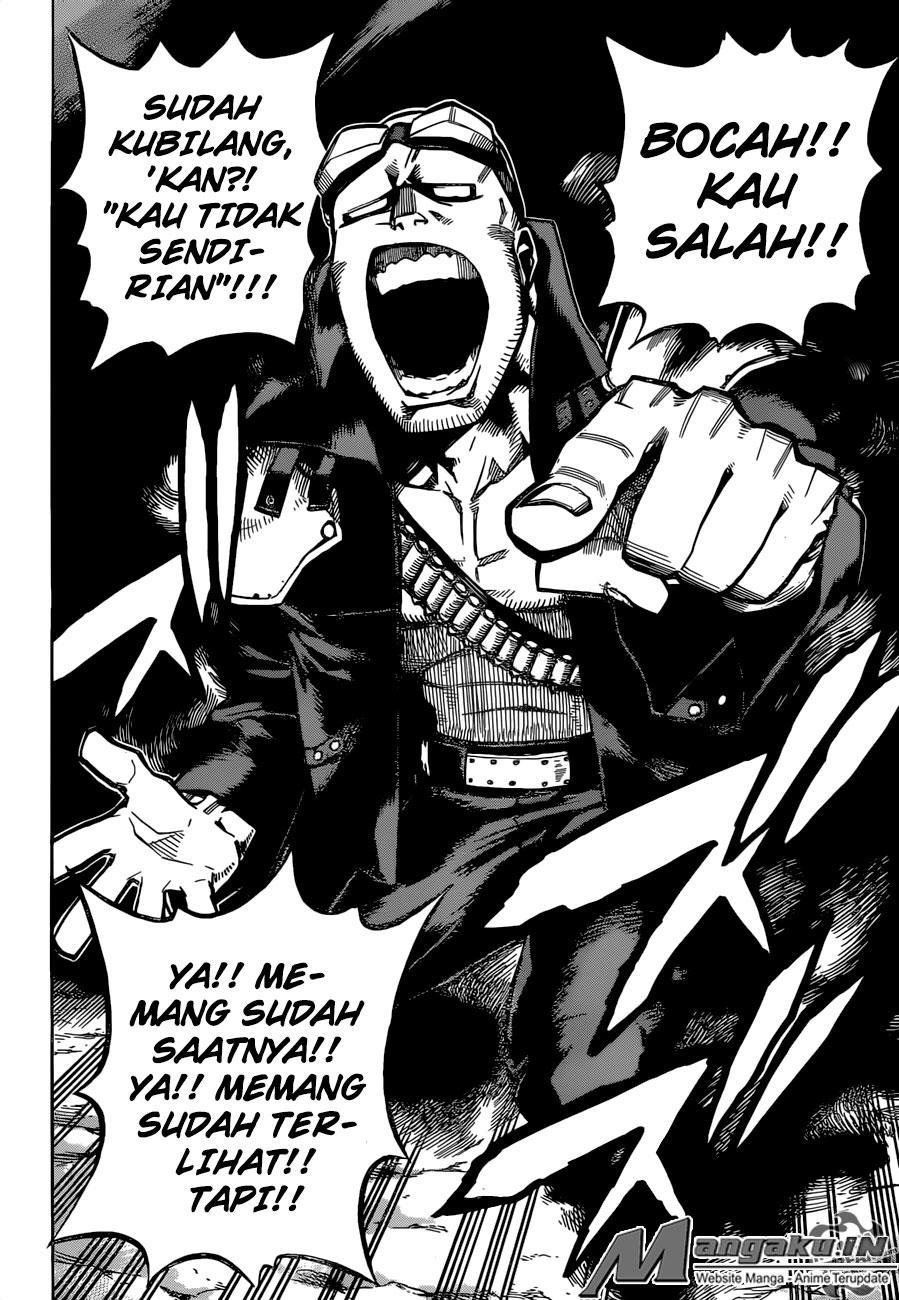 BOCAH!!
KAU
SALAH!!
SUDAH
KUBILANG,
'KAN?!
"KAU TIDAK
SENDI-
RIAN"!!!
YA!! ME-
MANG SUDAH
SAATNYA!!
YA!! MEMANG
SUDAH TER-
LIHAT!!
TAPI!!
Mangaku.iN
Website Manga - Anime Terupdate